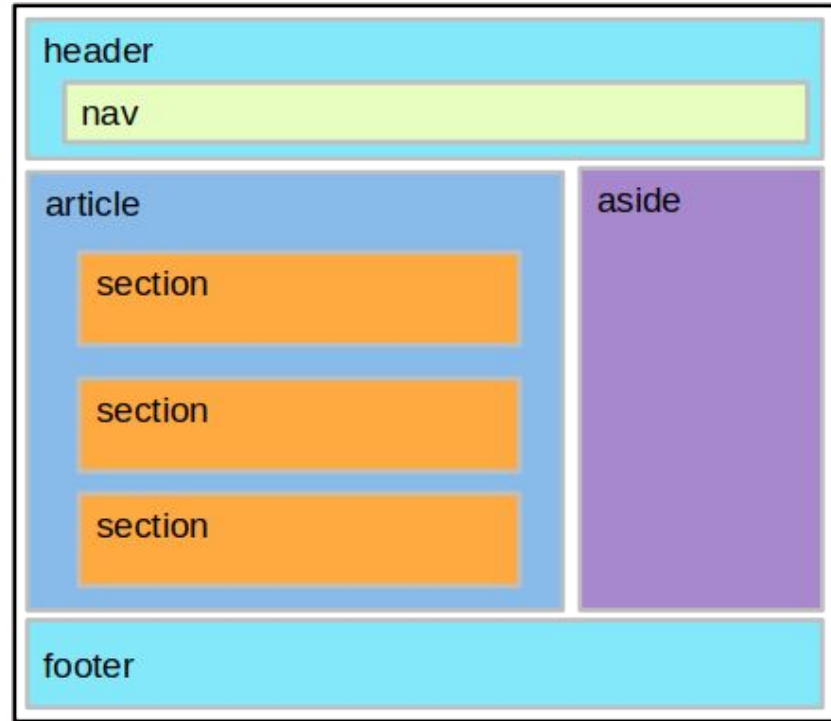 header
nav
article
aside
section
section
section
footer